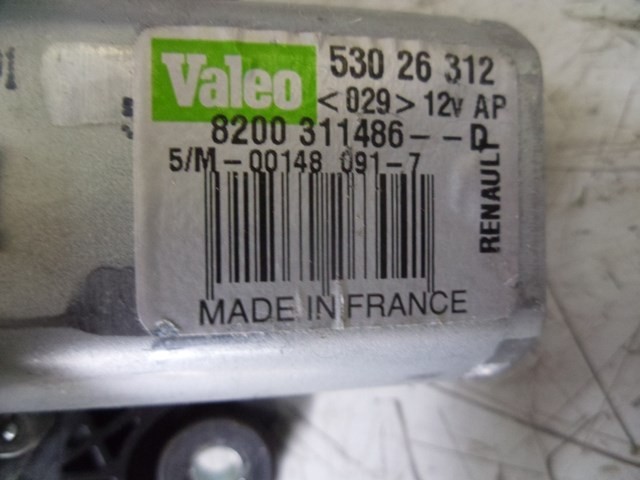 Valeo 530 26 312
<029> 12v AP
8200 311486--D
5/M-00148 091-7
RENAULT
MADE IN FRANCE